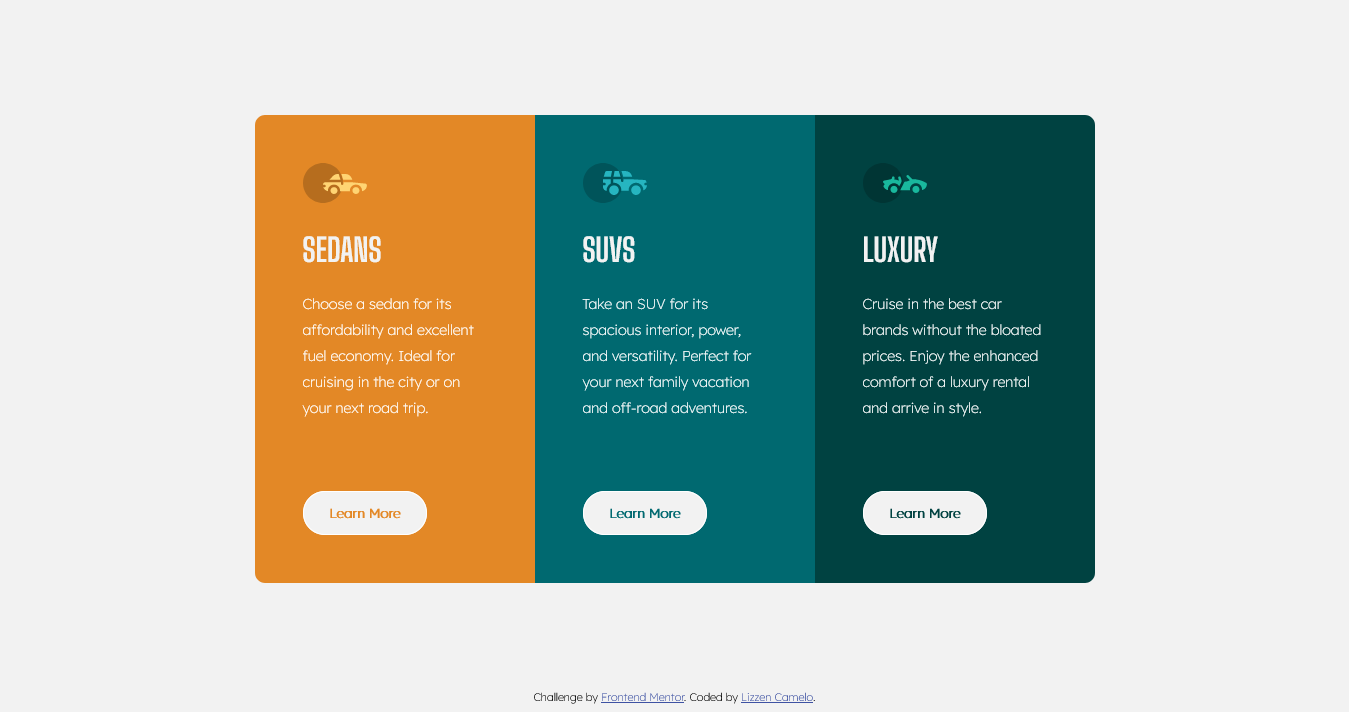 SEDANS
Choose a sedan for its
affordability and excellent
fuel economy. Ideal for
cruising in the city or on
your next road trip.
Learn More
SUVS
Take an SUV for its
spacious interior, power,
and versatility. Perfect for
your next family vacation
and off-road adventures.
Learn More
LUXURY
Cruise in the best car
brands without the bloated
prices. Enjoy the enhanced
comfort of a luxury rental
and arrive in style.
Learn More
Challenge by Frontend Mentor. Coded by Lizzen Camelo.